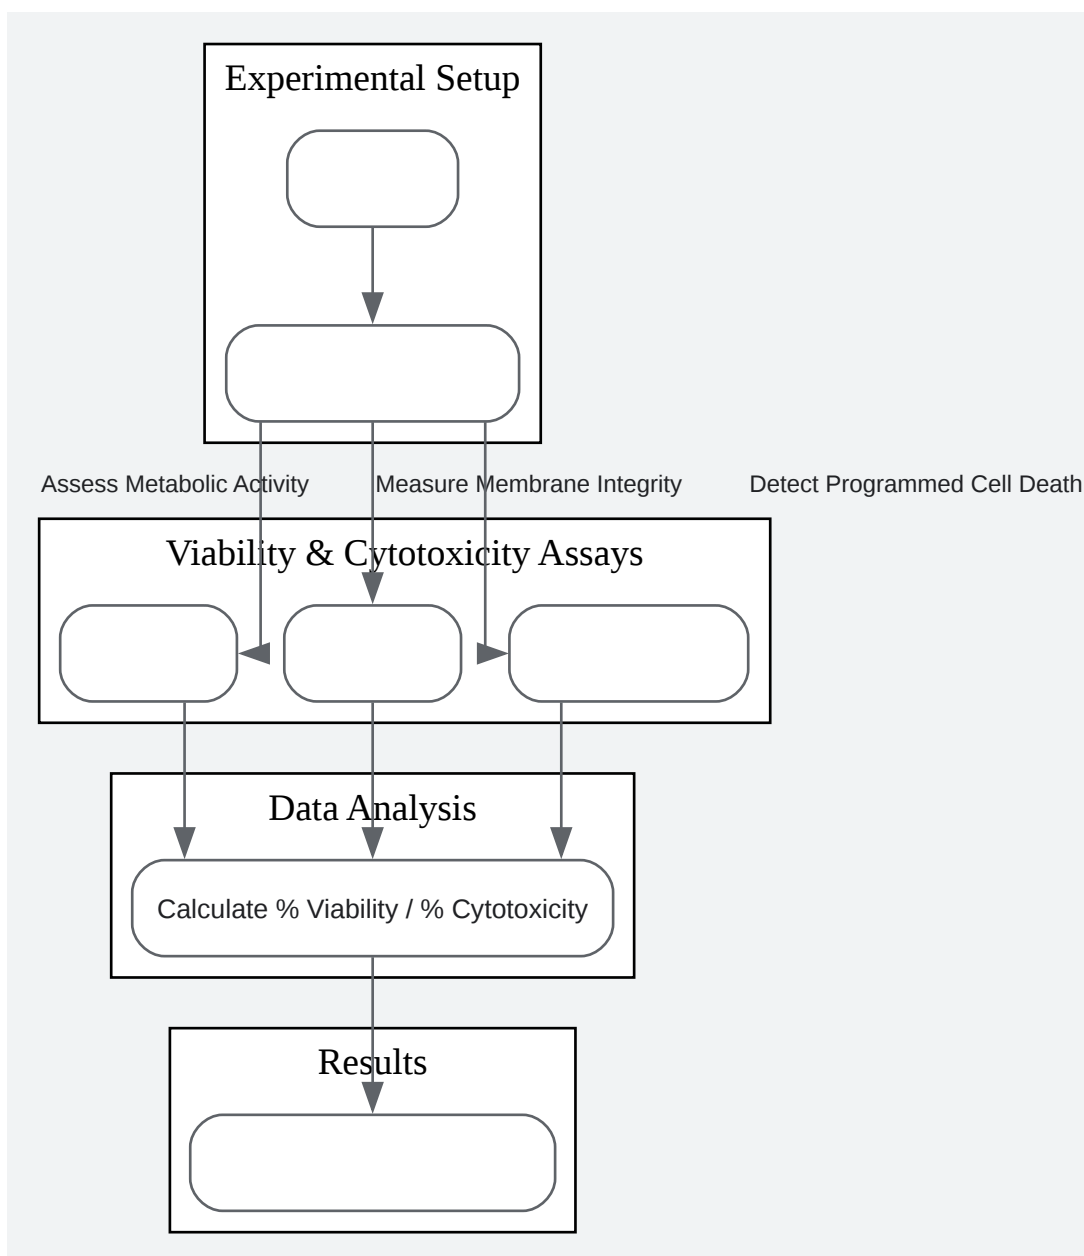 Experimental Setup
Assess Metabolic Activity
Measure Membrane Integrity
Detect Programmed Cell Death
Viability & Cytotoxicity Assays
Data Analysis
Calculate % Viability / % Cytotoxicity
Results